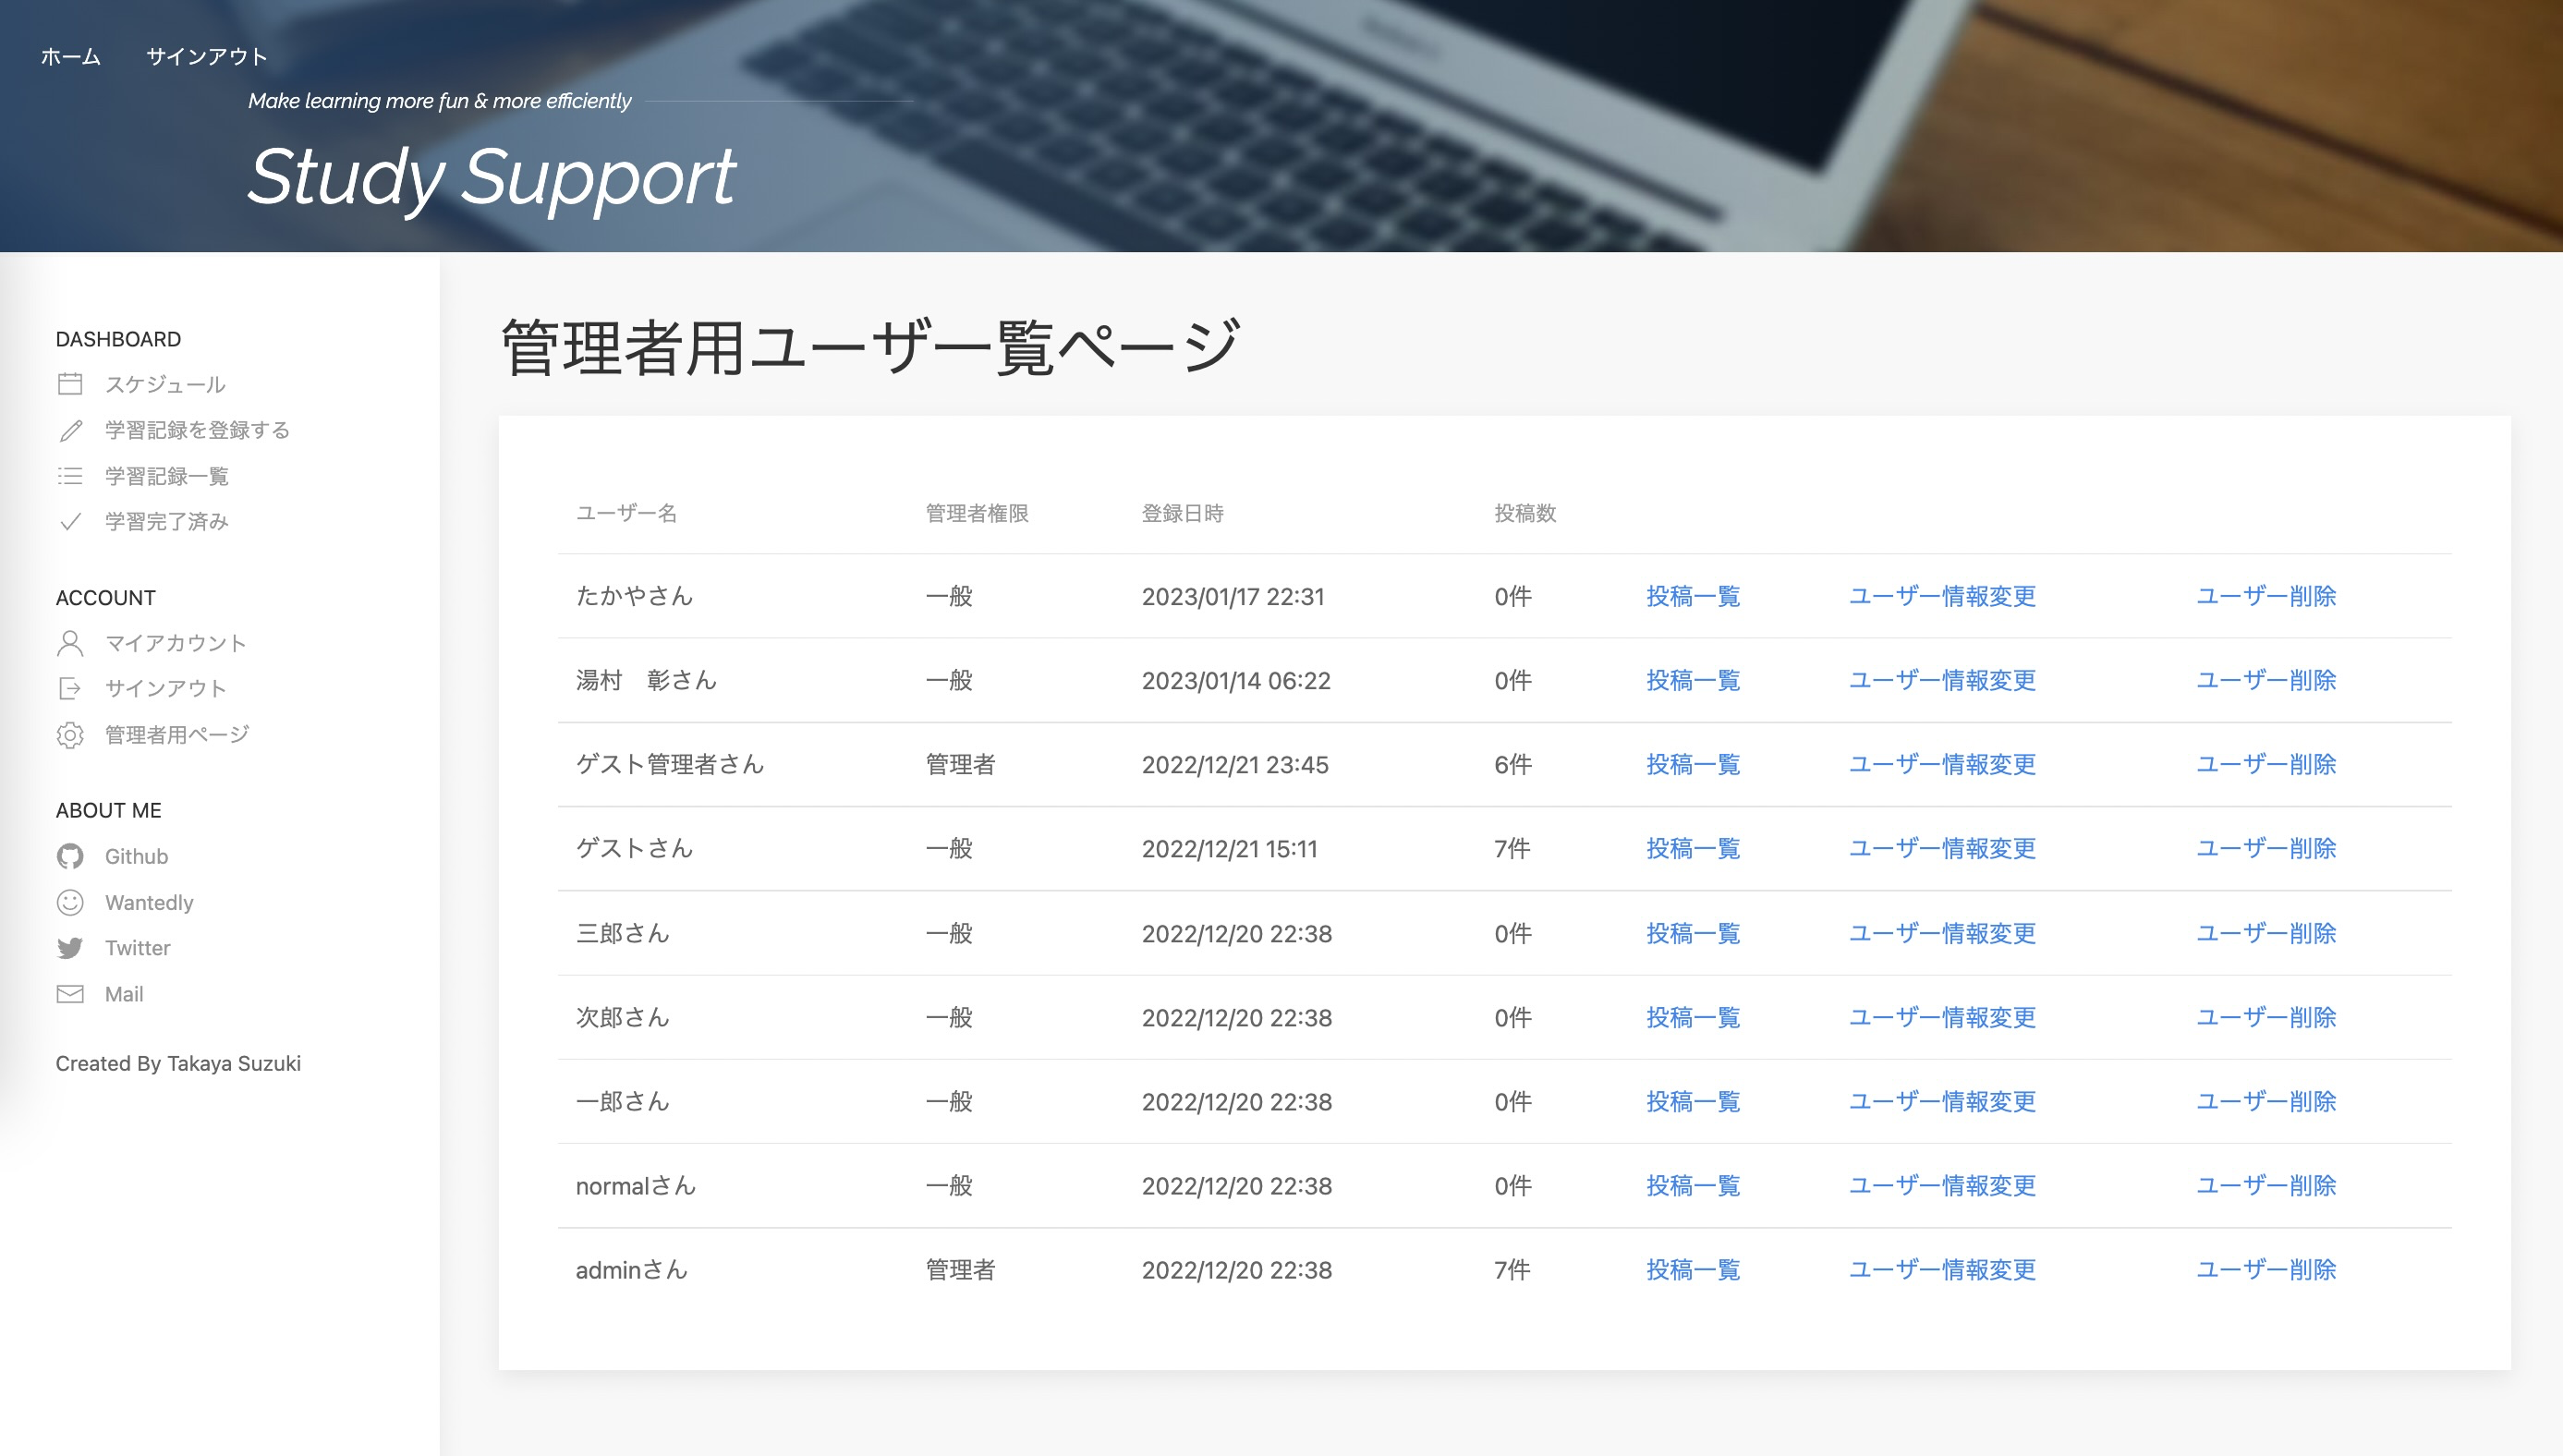 ホーム サインアウト
Make learning more fun & more efficiently
Study Support
DASHBOARD
スケジュール
学習記録を登録する
学習記録一覧
学習完了済み
ACCOUNT
マイアカウント
サインアウト
管理者用ページ
ABOUT ME
Github
Wantedly
Twitter
Mail
Created By Takaya Suzuki
管理者用ユーザ一覧ページ
ユーザー名 管理者権限 登録日時 投稿数
たかやさん 一般 2023/01/17 22:31 0件 投稿一覧 ユーザー情報変更 ユーザー削除
湯村　彰さん 一般 2023/01/14 06:22 0件 投稿一覧 ユーザー情報変更 ユーザー削除
ゲスト管理者さん 管理者 2022/12/21 23:45 6件 投稿一覧 ユーザー情報変更 ユーザー削除
ゲストさん 一般 2022/12/21 15:11 7件 投稿一覧 ユーザー情報変更 ユーザー削除
三郎さん 一般 2022/12/20 22:38 0件 投稿一覧 ユーザー情報変更 ユーザー削除
次郎さん 一般 2022/12/20 22:38 0件 投稿一覧 ユーザー情報変更 ユーザー削除
一郎さん 一般 2022/12/20 22:38 0件 投稿一覧 ユーザー情報変更 ユーザー削除
normalさん 一般 2022/12/20 22:38 0件 投稿一覧 ユーザー情報変更 ユーザー削除
adminさん 管理者 2022/12/20 22:38 7件 投稿一覧 ユーザー情報変更 ユーザー削除